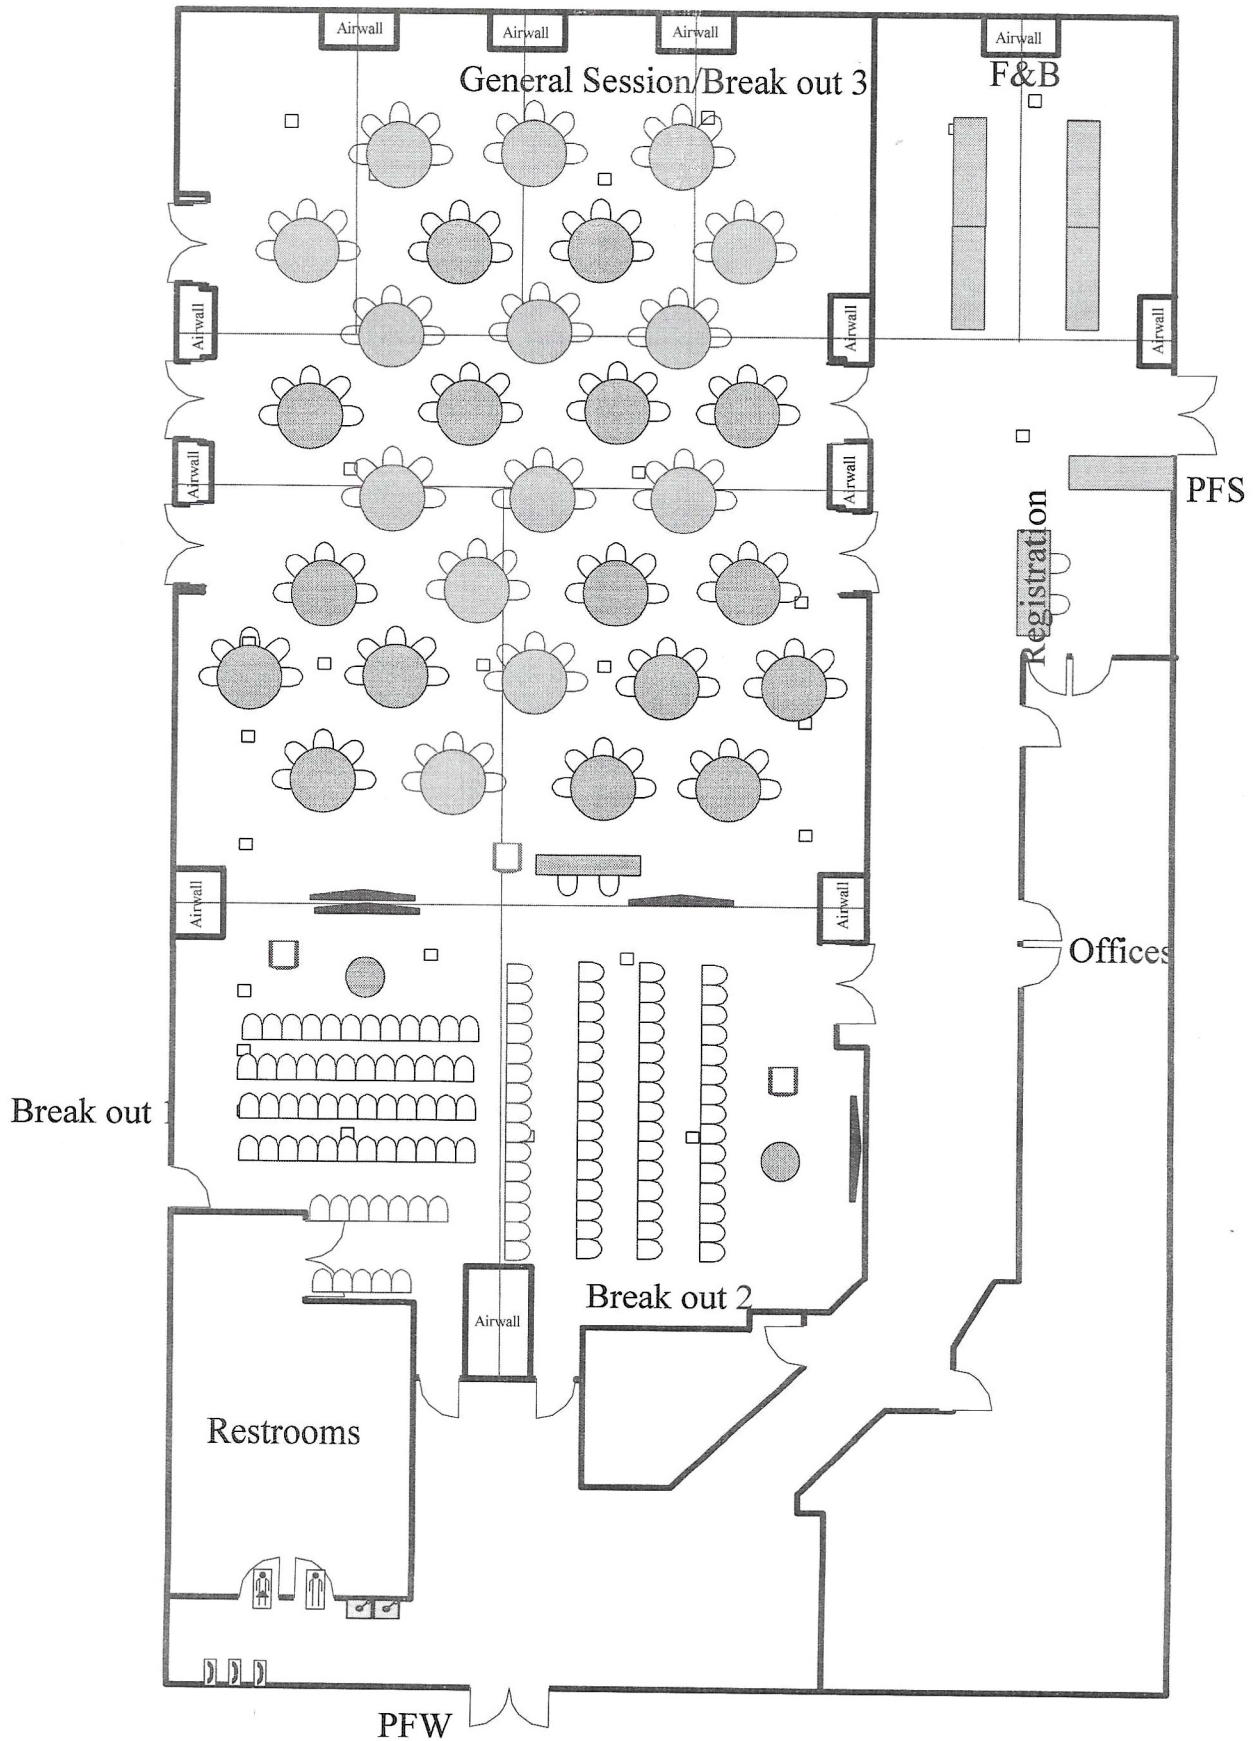 Airwall
Airwall
Airwall
Airwall
General Session/Break out 3
F&B
Airwall
Airwall
Airwall
Airwall
Airwall
PFS
Registration
Airwall
Airwall
Offices
Break out 1
Break out 2
Airwall
Restrooms
PFW